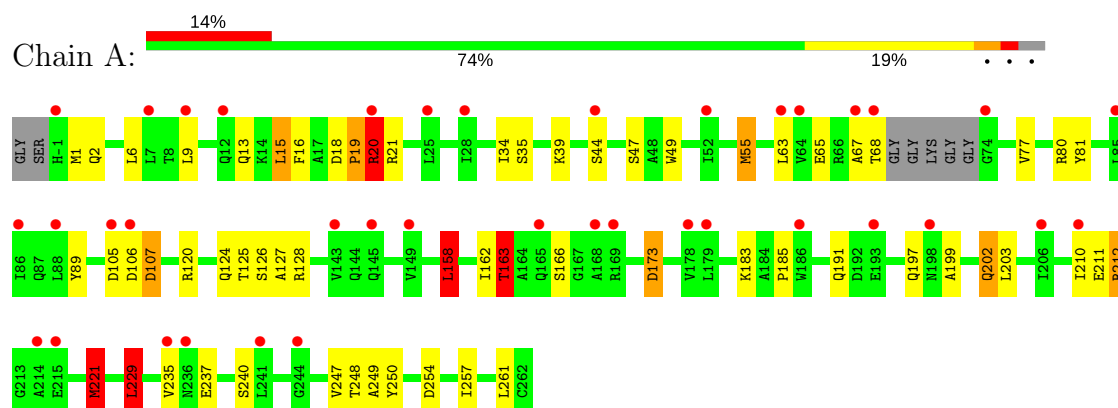 14%
Chain A:
74% 19% • • •
GLY SER H-1 M1 Q2 L6 L7 T8 L9 Q12 Q13 K14 L15 F16 A17 D18 P19 R20 R21 L25 I28 I34 S35 K39 S44 S47 A48 W49 I52 M55 L63 V64 E65 R66 A67 T68 GLY GLY LYS GLY GLY G74 V77 R80 Y81 L85
I86 Q87 L88 Y89 D105 D106 D107 R120 Q124 T125 S126 A127 R128 V143 Q144 Q145 V149 L158 I162 T163 A164 Q165 S166 G167 A168 R169 D173 V178 L179 K183 A184 P185 W186 Q191 D192 E193 Q197 N198 A199 Q202 L203 I206 I210 E211 R212
G213 A214 E215 M221 L229 V235 N236 E237 S240 L241 G244 V247 T248 A249 Y250 D254 I257 L261 C262